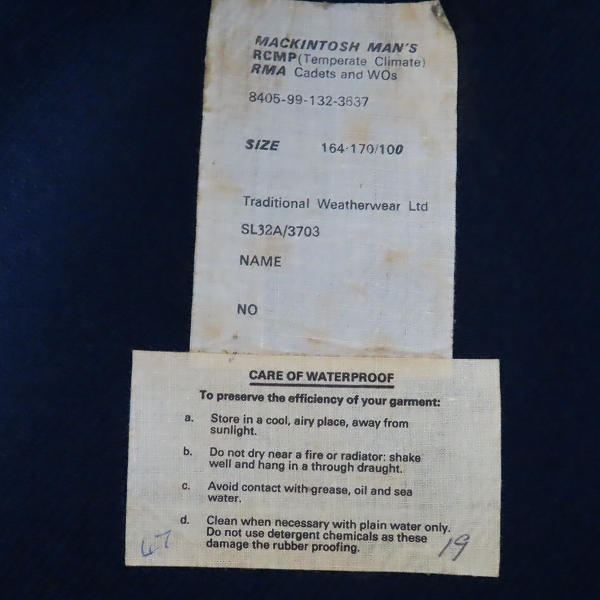 MACKINTOSH MAN'S
RCMP (Temperate Climate)
RMA Cadets and WOs
8405-99-132-3637
SIZE 164-170/100
Traditional Weatherwear Ltd
SL32A/3703
NAME
NO
CARE OF WATERPROOF
To preserve the efficiency of your garment:
a. Store in a cool, airy place, away from
sunlight.
b. Do not dry near a fire or radiator: shake
well and hang in a through draught.
c. Avoid contact with grease, oil and sea
water.
d. Clean when necessary with plain water only.
Do not use detergent chemicals as these
damage the rubber proofing.
47 19